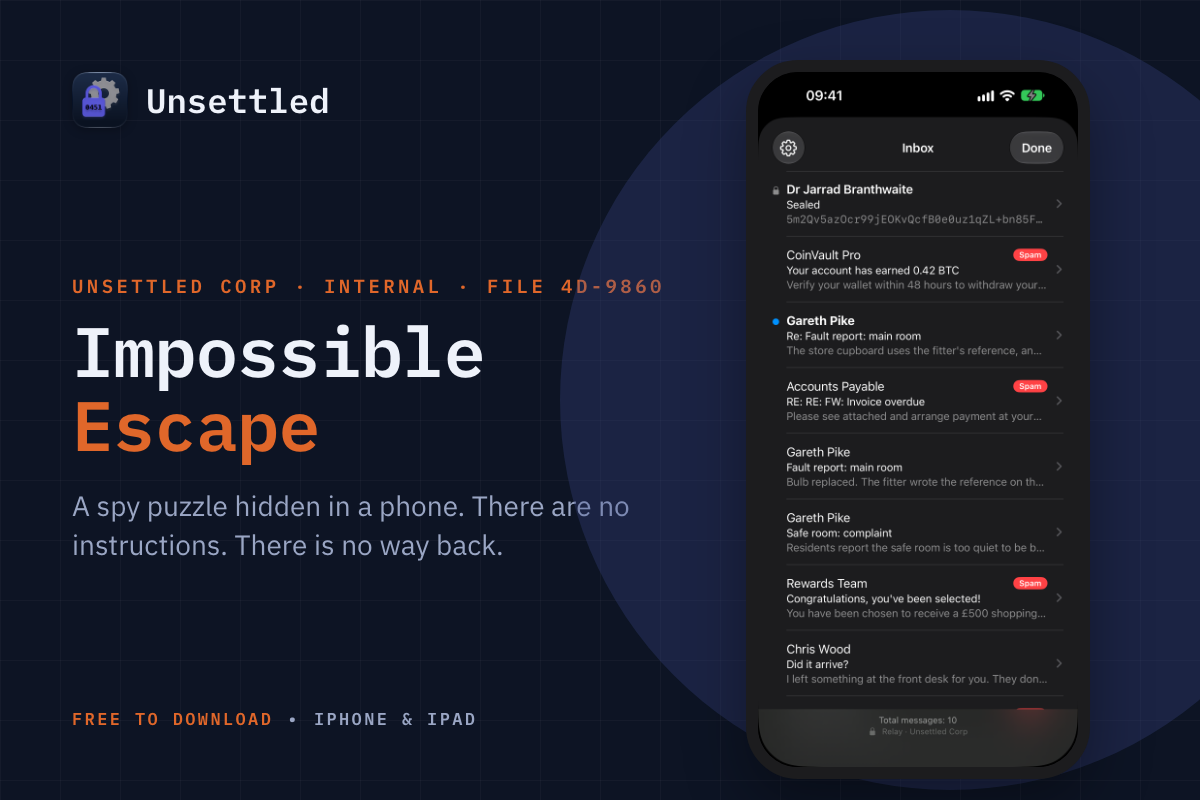 #451
Unsettled
UNSETTLED CORP · INTERNAL · FILE 4D-9860
Impossible
Escape
A spy puzzle hidden in a phone. There are no
instructions. There is no way back.
FREE TO DOWNLOAD • IPHONE & IPAD
09:41
Inbox
Done
Dr Jarrad Branthwaite
Sealed
5m2Qv5azOcr99jEOKvQcfB0e0uz1qZL+bn85F…
CoinVault Pro
Spam
Your account has earned 0.42 BTC
Verify your wallet within 48 hours to withdraw your…
Gareth Pike
Re: Fault report: main room
The store cupboard uses the fitter's reference, an…
Accounts Payable
Spam
RE: RE: FW: Invoice overdue
Please see attached and arrange payment at your…
Gareth Pike
Fault report: main room
Bulb replaced. The fitter wrote the reference on th…
Gareth Pike
Safe room: complaint
Residents report the safe room is too quiet to be b…
Rewards Team
Spam
Congratulations, you've been selected!
You have been chosen to receive a £500 shopping…
Chris Wood
Did it arrive?
I left something at the front desk for you. They don…
Total messages: 10
Relay · Unsettled Corp